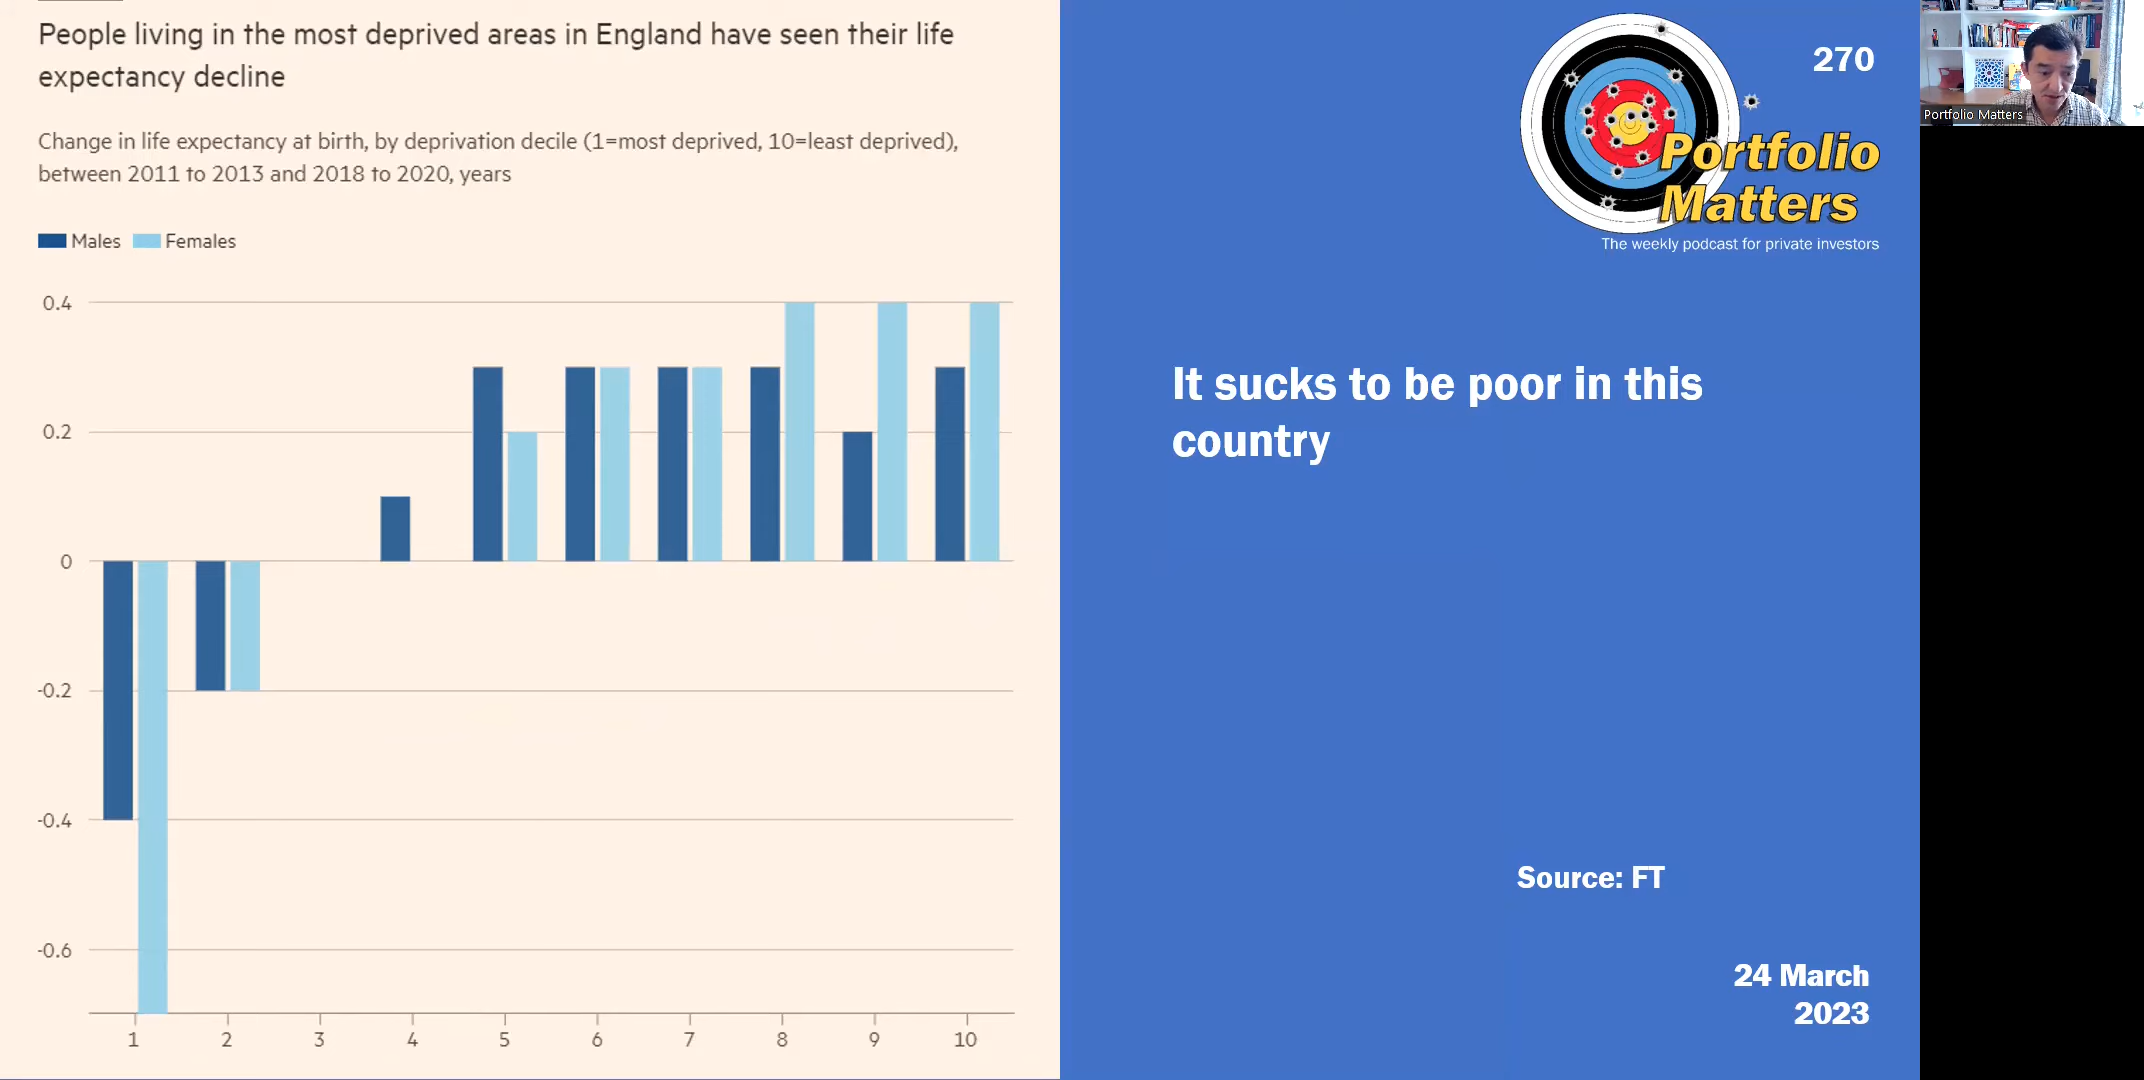 People living in the most deprived areas in England have seen their life
expectancy decline
Change in life expectancy at birth, by deprivation decile (1=most deprived, 10=least deprived),
between 2011 to 2013 and 2018 to 2020, years
Males Females
0.4
0.2
0
-0.2
-0.4
-0.6
1 2 3 4 5 6 7 8 9 10
270
Portfolio
Matters
The weekly podcast for private investors
It sucks to be poor in this
country
Source: FT
24 March
2023
Portfolio Matters